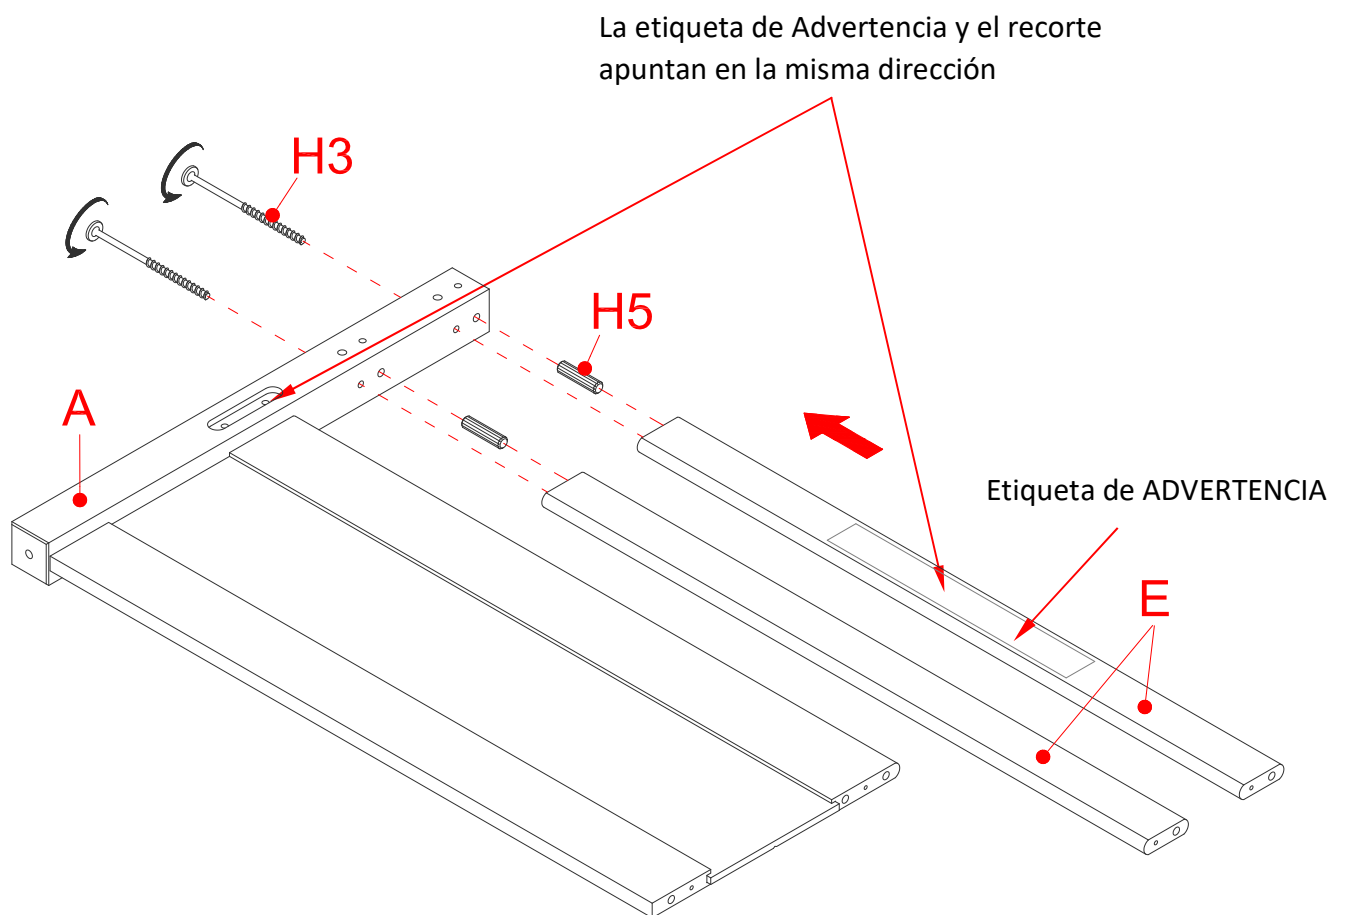 La etiqueta de Advertencia y el recorte
apuntan en la misma dirección
H3
H5
A
Etiqueta de ADVERTENCIA
E